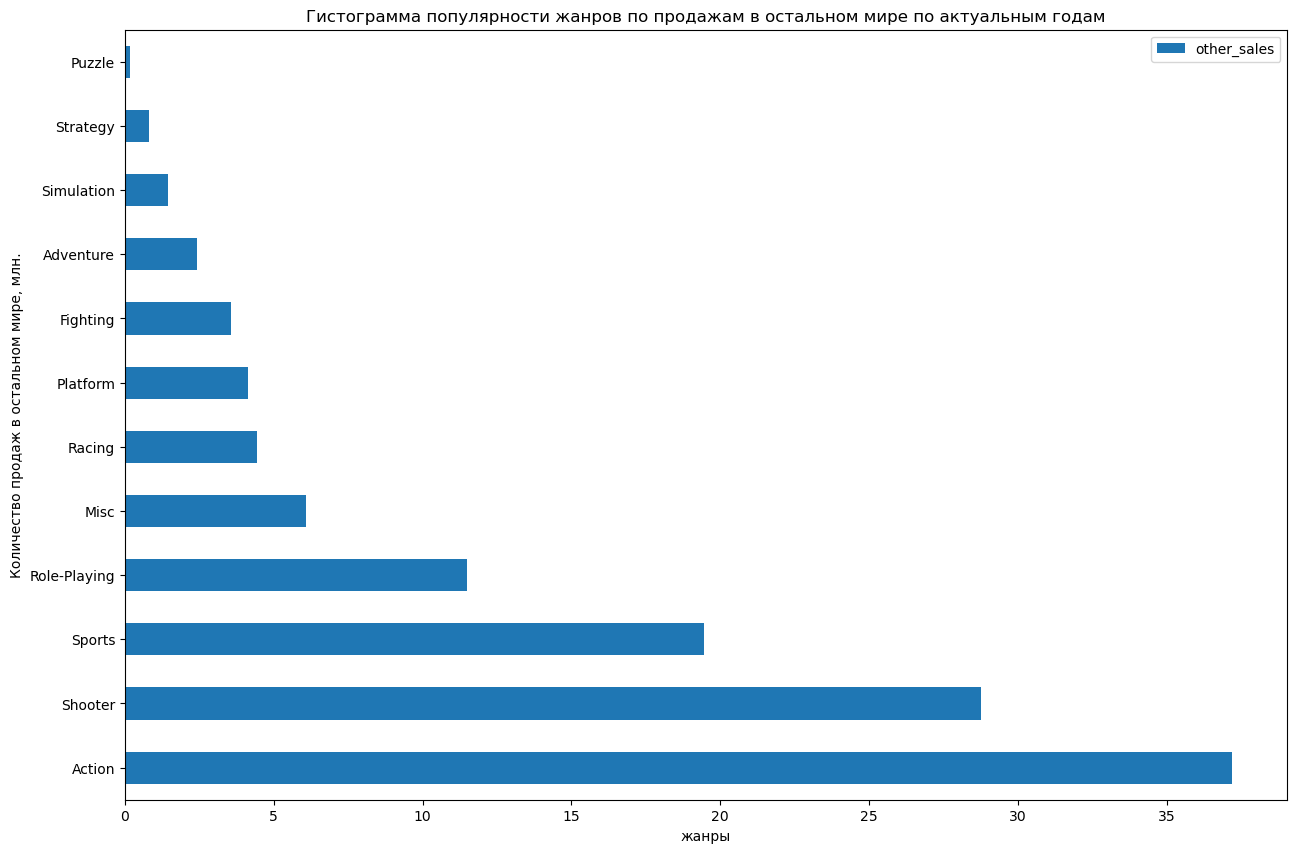 Гистограмма популярности жанров по продажам в остальном мире по актуальным годам
other_sales
Количество продаж в остальном мире, млн.
Puzzle
Strategy
Simulation
Adventure
Fighting
Platform
Racing
Misc
Role-Playing
Sports
Shooter
Action
0 5 10 15 20 25 30 35
жанры